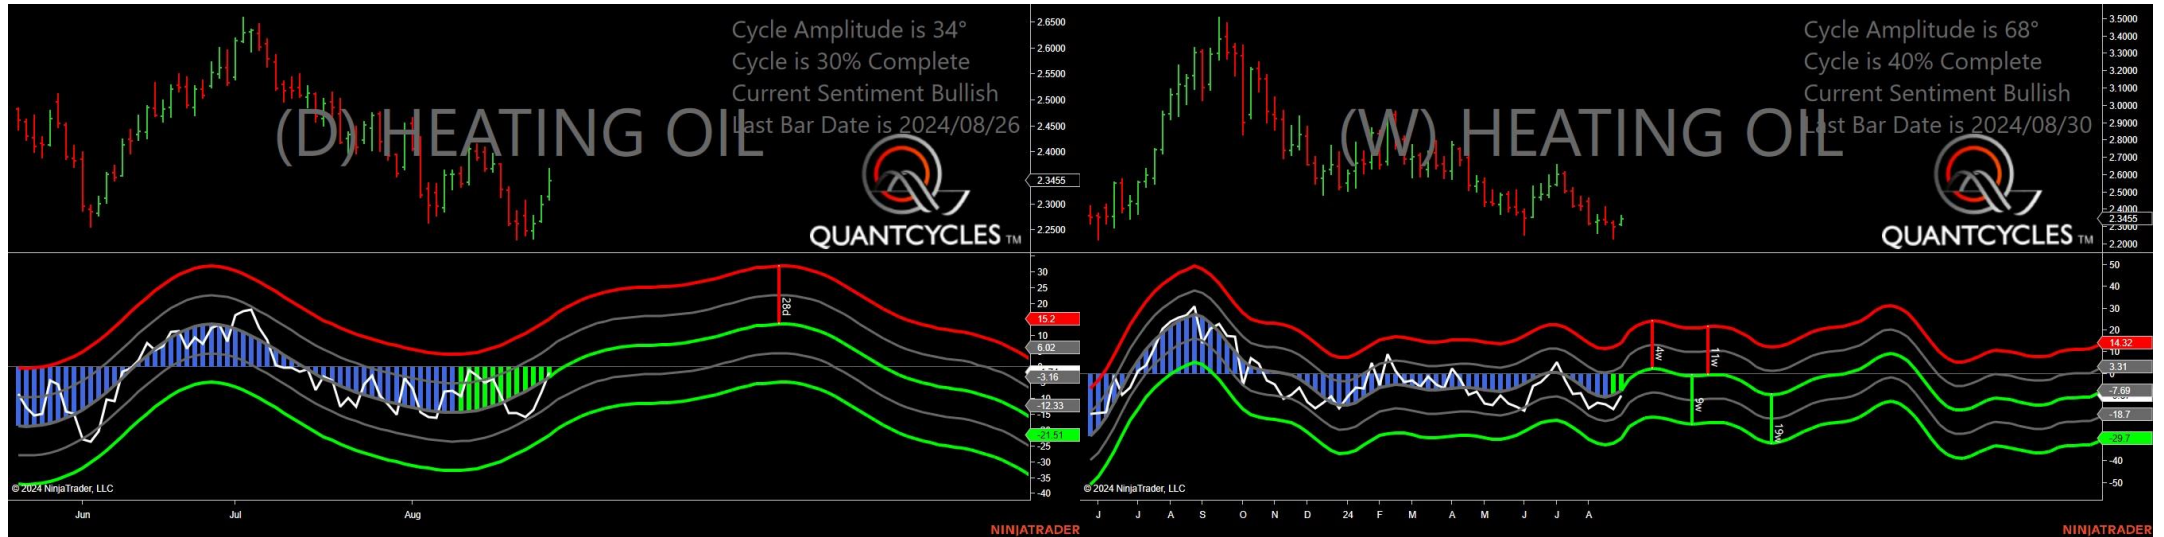 Cycle Amplitude is 34°
Cycle is 30% Complete
Current Sentiment Bullish
Last Bar Date is 2024/08/26
(D) HEATING OIL
QUANTCYCLES TM
2.6500
2.6000
2.5500
2.5000
2.4500
2.4000
2.3455
2.3000
2.2500
28d
30
25
20
15.2
10
6.02
-3.16
-12.33
-15
-21.51
-25
-30
-35
-40
© 2024 NinjaTrader, LLC
Jun Jul Aug
NINJATRADER
Cycle Amplitude is 68°
Cycle is 40% Complete
Current Sentiment Bullish
Last Bar Date is 2024/08/30
(W) HEATING OIL
QUANTCYCLES TM
3.5000
3.4000
3.2000
3.1000
3.0000
2.9000
2.8000
2.7000
2.6000
2.5000
2.4000
2.3455
2.3000
2.2000
4w
11w
9w
19w
50
40
30
20
14.32
10
3.31
-7.69
-18.7
-29.7
-40
-50
© 2024 NinjaTrader, LLC
J J A S O N D 24 F M A M J J A
NINJATRADER